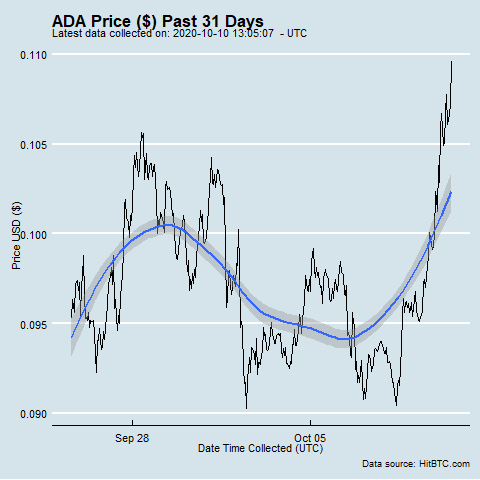 ADA Price ($) Past 31 Days
Latest data collected on: 2020-10-10 13:05:07 - UTC
0.110
0.105
0.100
0.095
0.090
Price USD ($)
Sep 28 Oct 05
Date Time Collected (UTC)
Data source: HitBTC.com